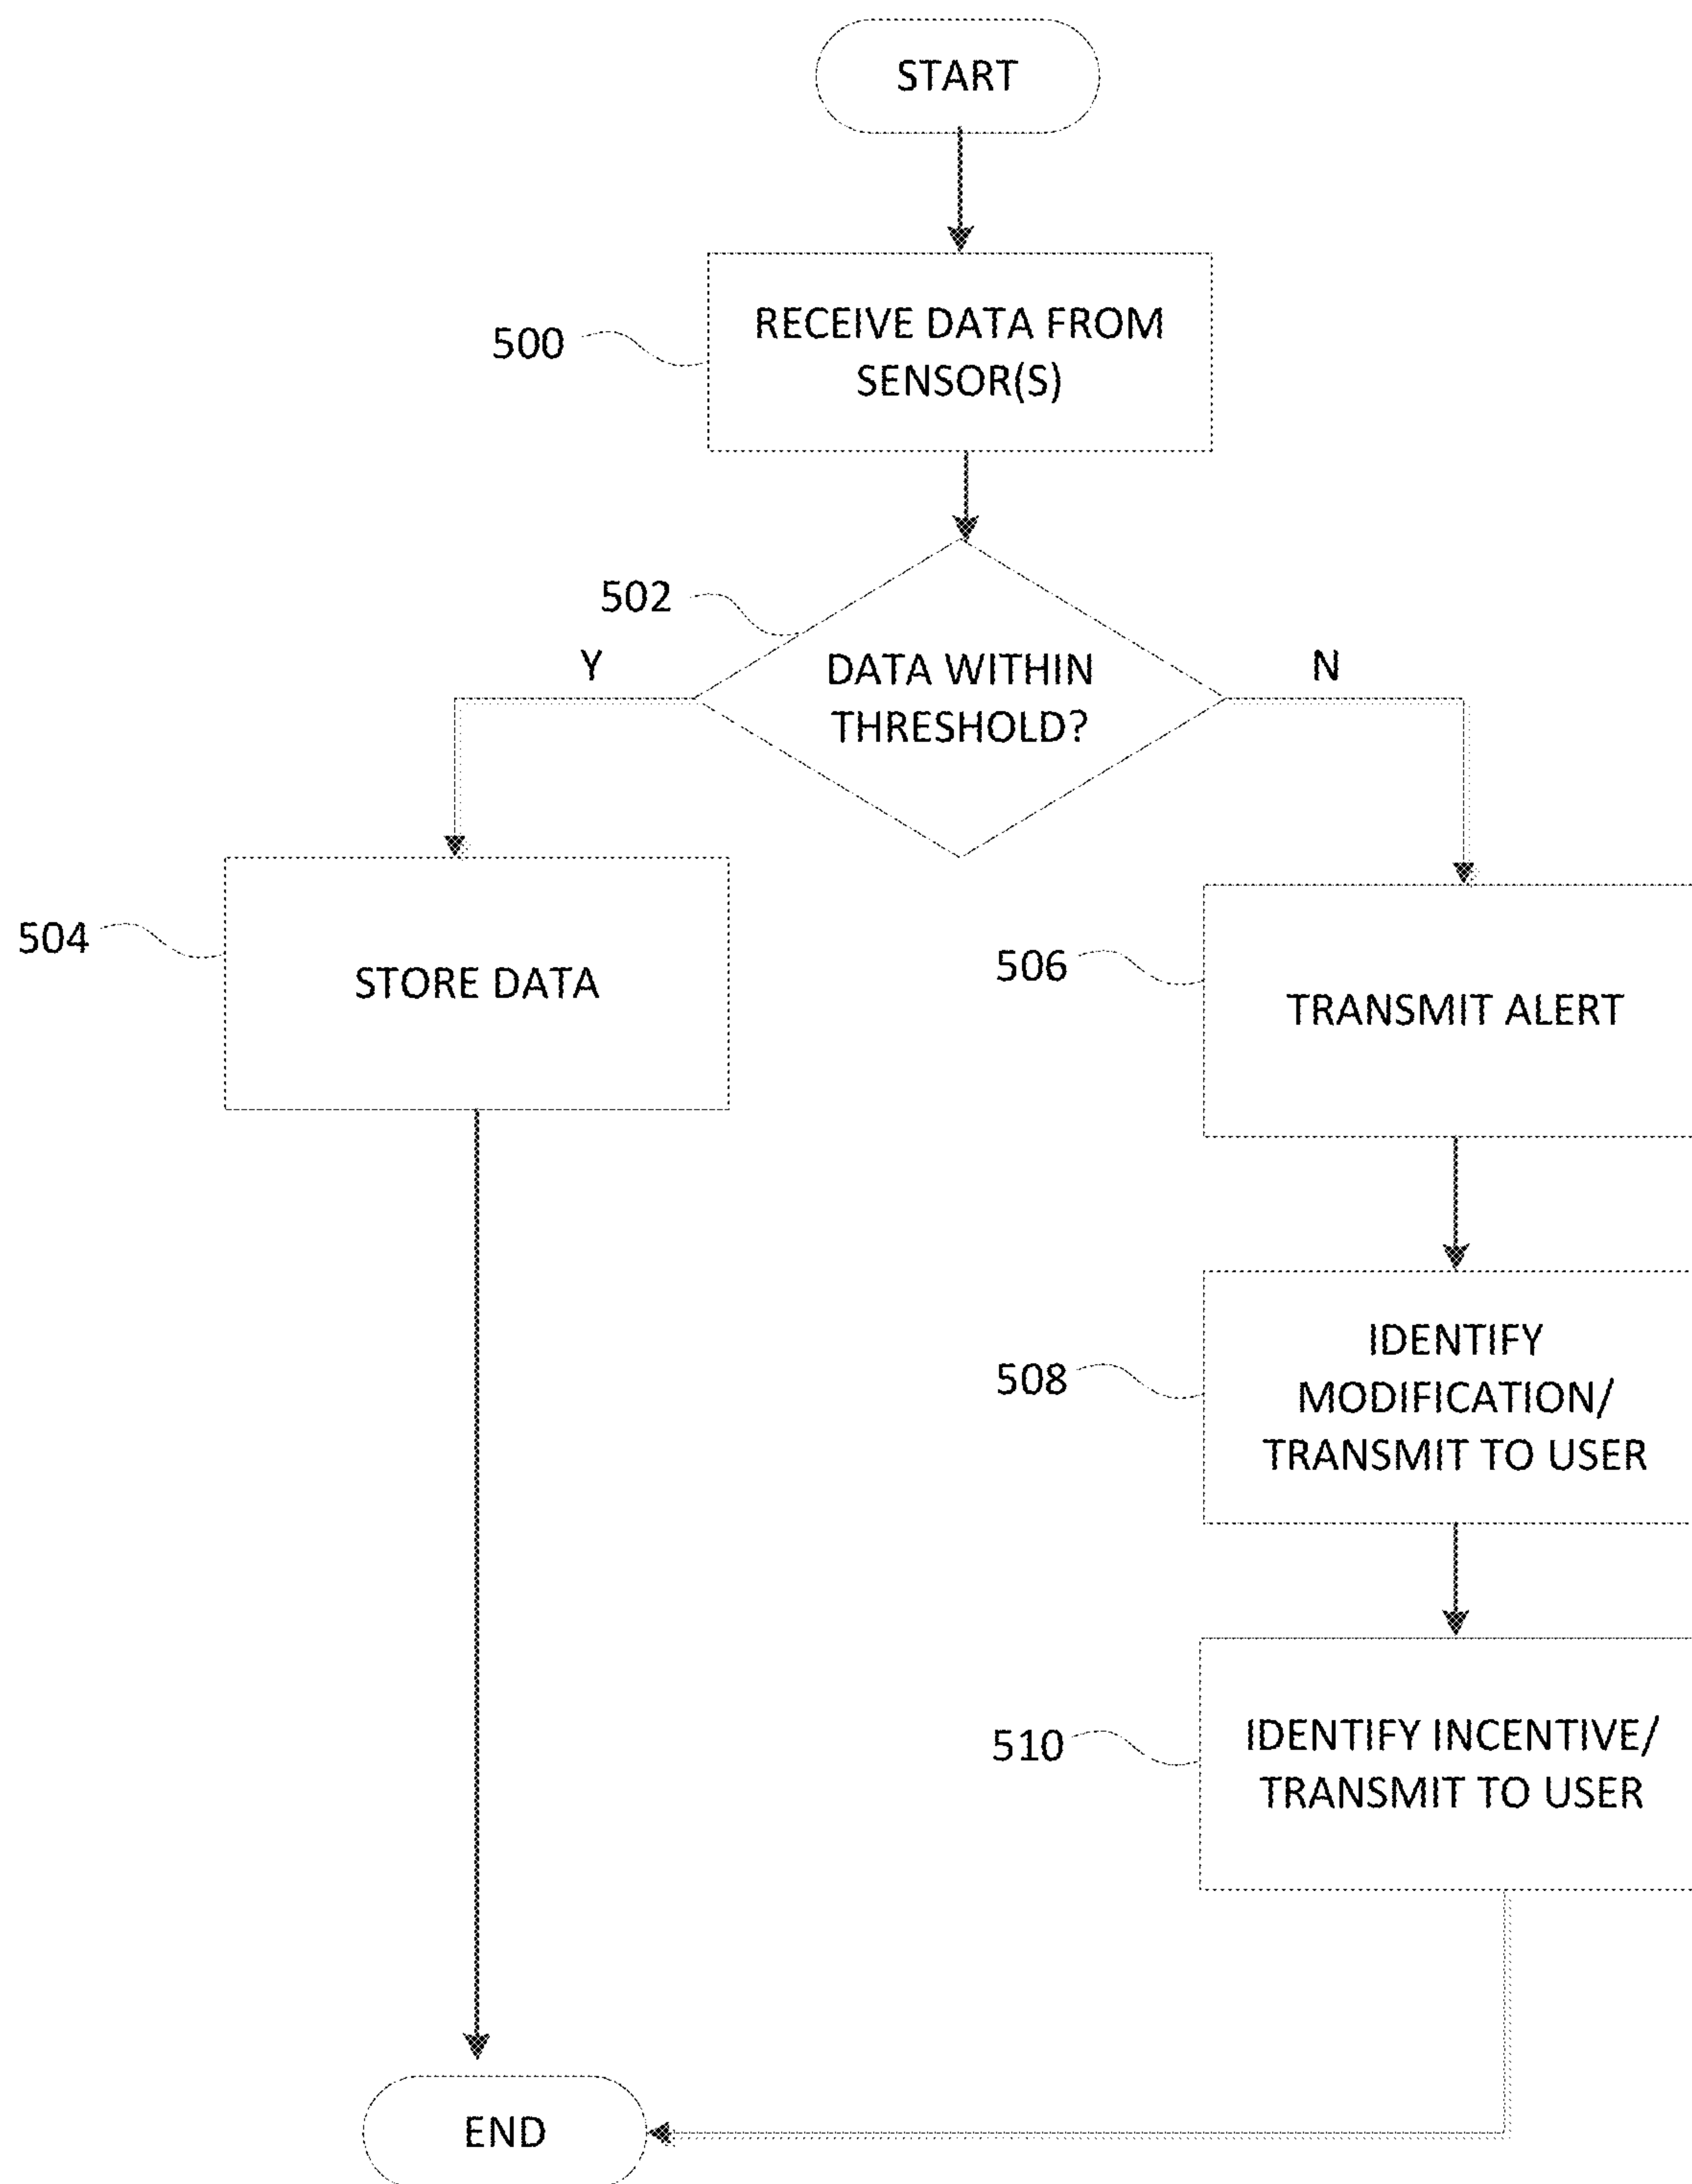 START
500
RECEIVE DATA FROM
SENSOR(S)
502
Y
DATA WITHIN
THRESHOLD?
N
504
STORE DATA
506
TRANSMIT ALERT
508
IDENTIFY
MODIFICATION/
TRANSMIT TO USER
510
IDENTIFY INCENTIVE/
TRANSMIT TO USER
END